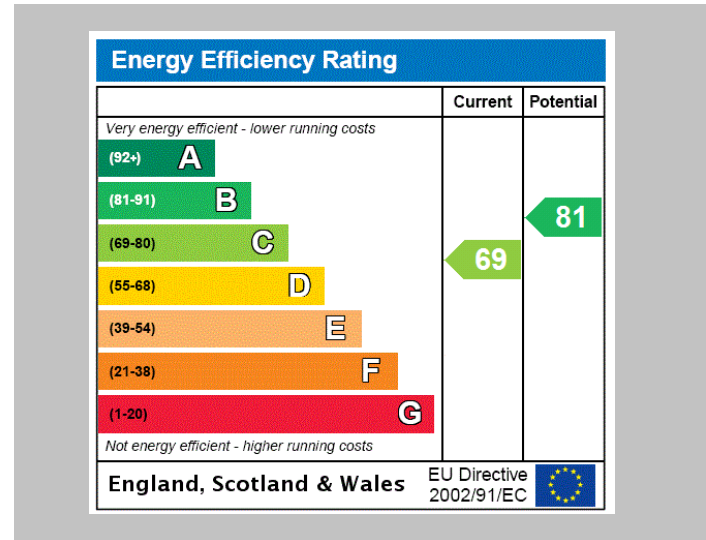 Energy Efficiency Rating
Current Potential
Very energy efficient - lower running costs
(92+) A
(81-91) B
81
(69-80) C
69
(55-68) D
(39-54) E
(21-38) F
(1-20) G
Not energy efficient - higher running costs
England, Scotland & Wales
EU Directive
2002/91/EC